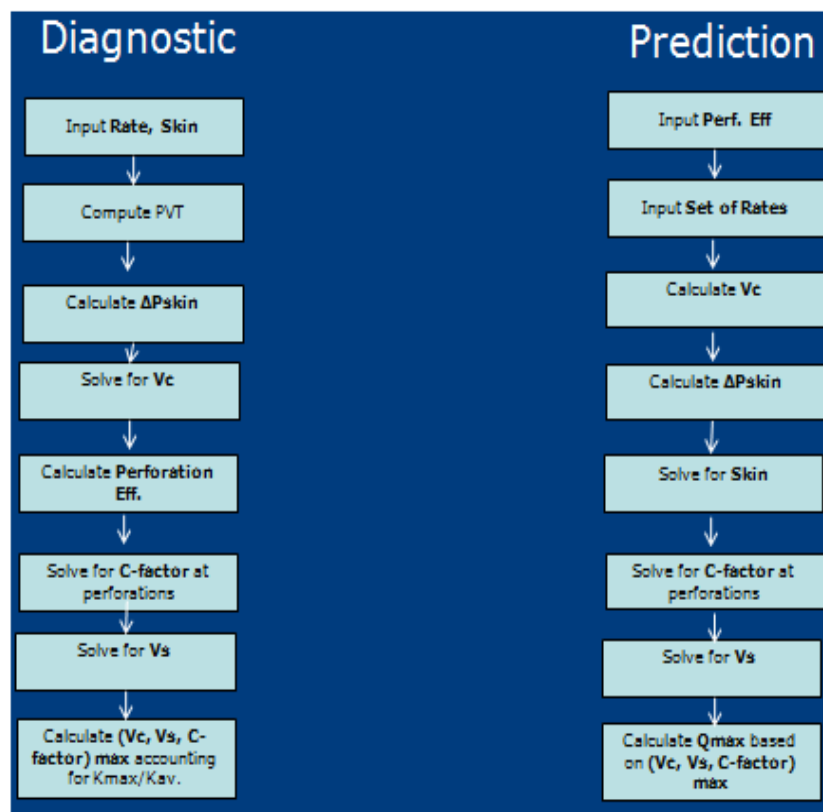 Diagnostic
Input Rate, Skin
Compute PVT
Calculate ΔPskin
Solve for Vc
Calculate Perforation
Eff.
Solve for C-factor at
perforations
Solve for Vs
Calculate (Vc, Vs, C-
factor) max accounting
for Kmax/Kav.
Prediction
Input Perf. Eff
Input Set of Rates
Calculate Vc
Calculate ΔPskin
Solve for Skin
Solve for C-factor at
perforations
Solve for Vs
Calculate Qmax based
on (Vc, Vs, C-factor)
max